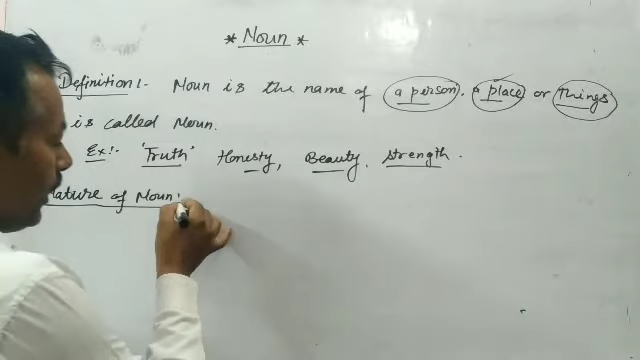 * Noun *
Definition:- Noun is the name of a person, a place or things
is called Noun.
Ex:- 'Truth' Honesty, Beauty, strength.
Nature of Noun: